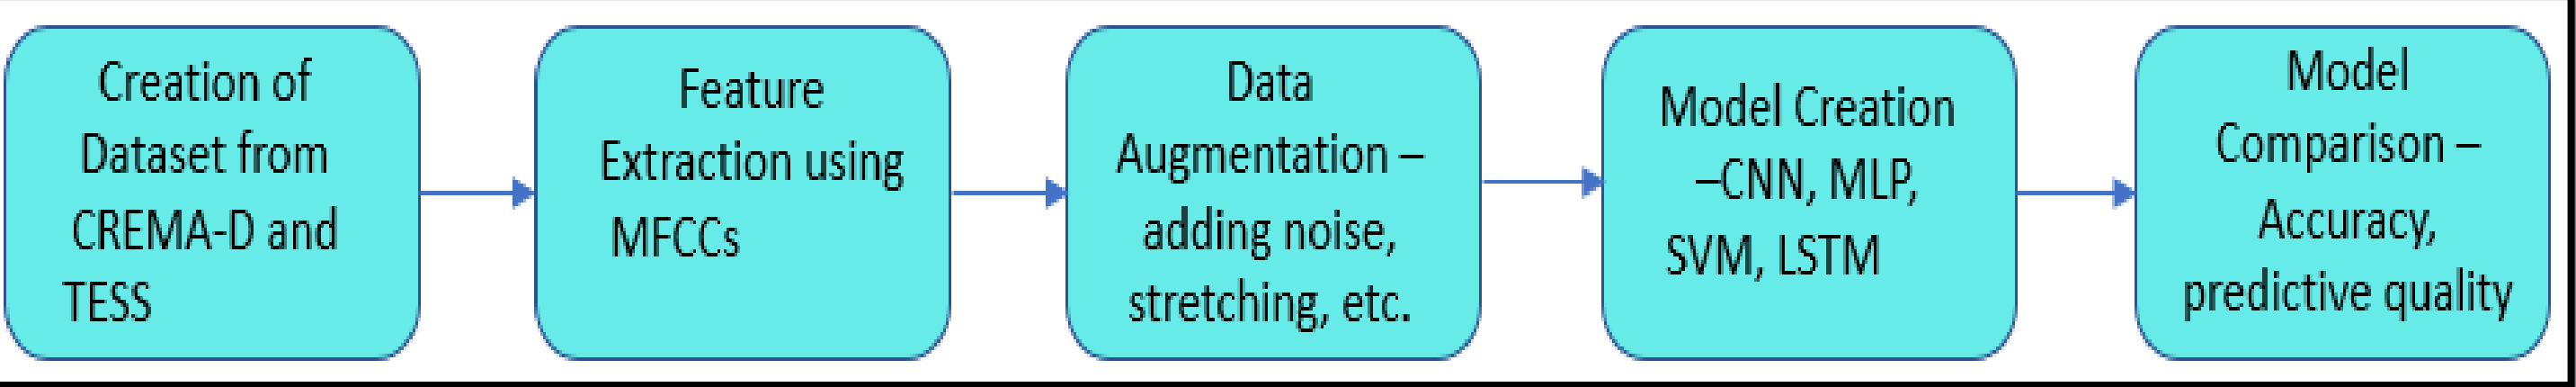 Creation of
Dataset from
CREMA-D and
TESS
Feature
Extraction using
MFCCs
Data
Augmentation –
adding noise,
stretching, etc.
Model Creation
–CNN, MLP,
SVM, LSTM
Model
Comparison –
Accuracy,
predictive quality